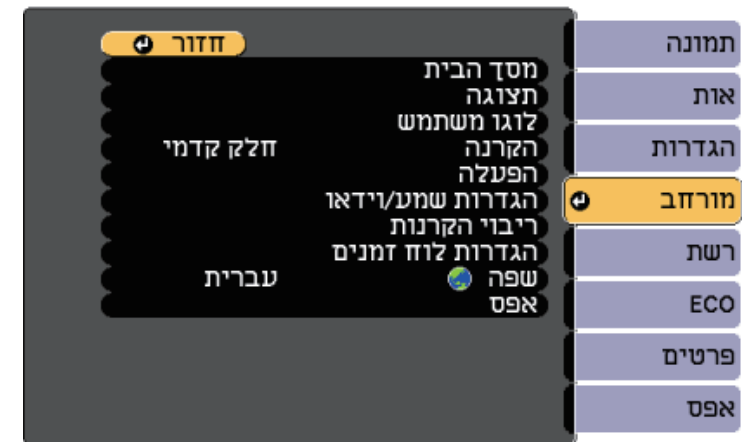 תמונה
אות
הגדרות
מורחב
רשת
ECO
פרטים
אפס
חזור
מסך הבית
תצוגה
לוגו משתמש
הקרנה חלק קדמי
הפעלה
הגדרות שמע/וידאו
ריבוי הקרנות
הגדרות לוח זמנים
שפה עברית
אפס